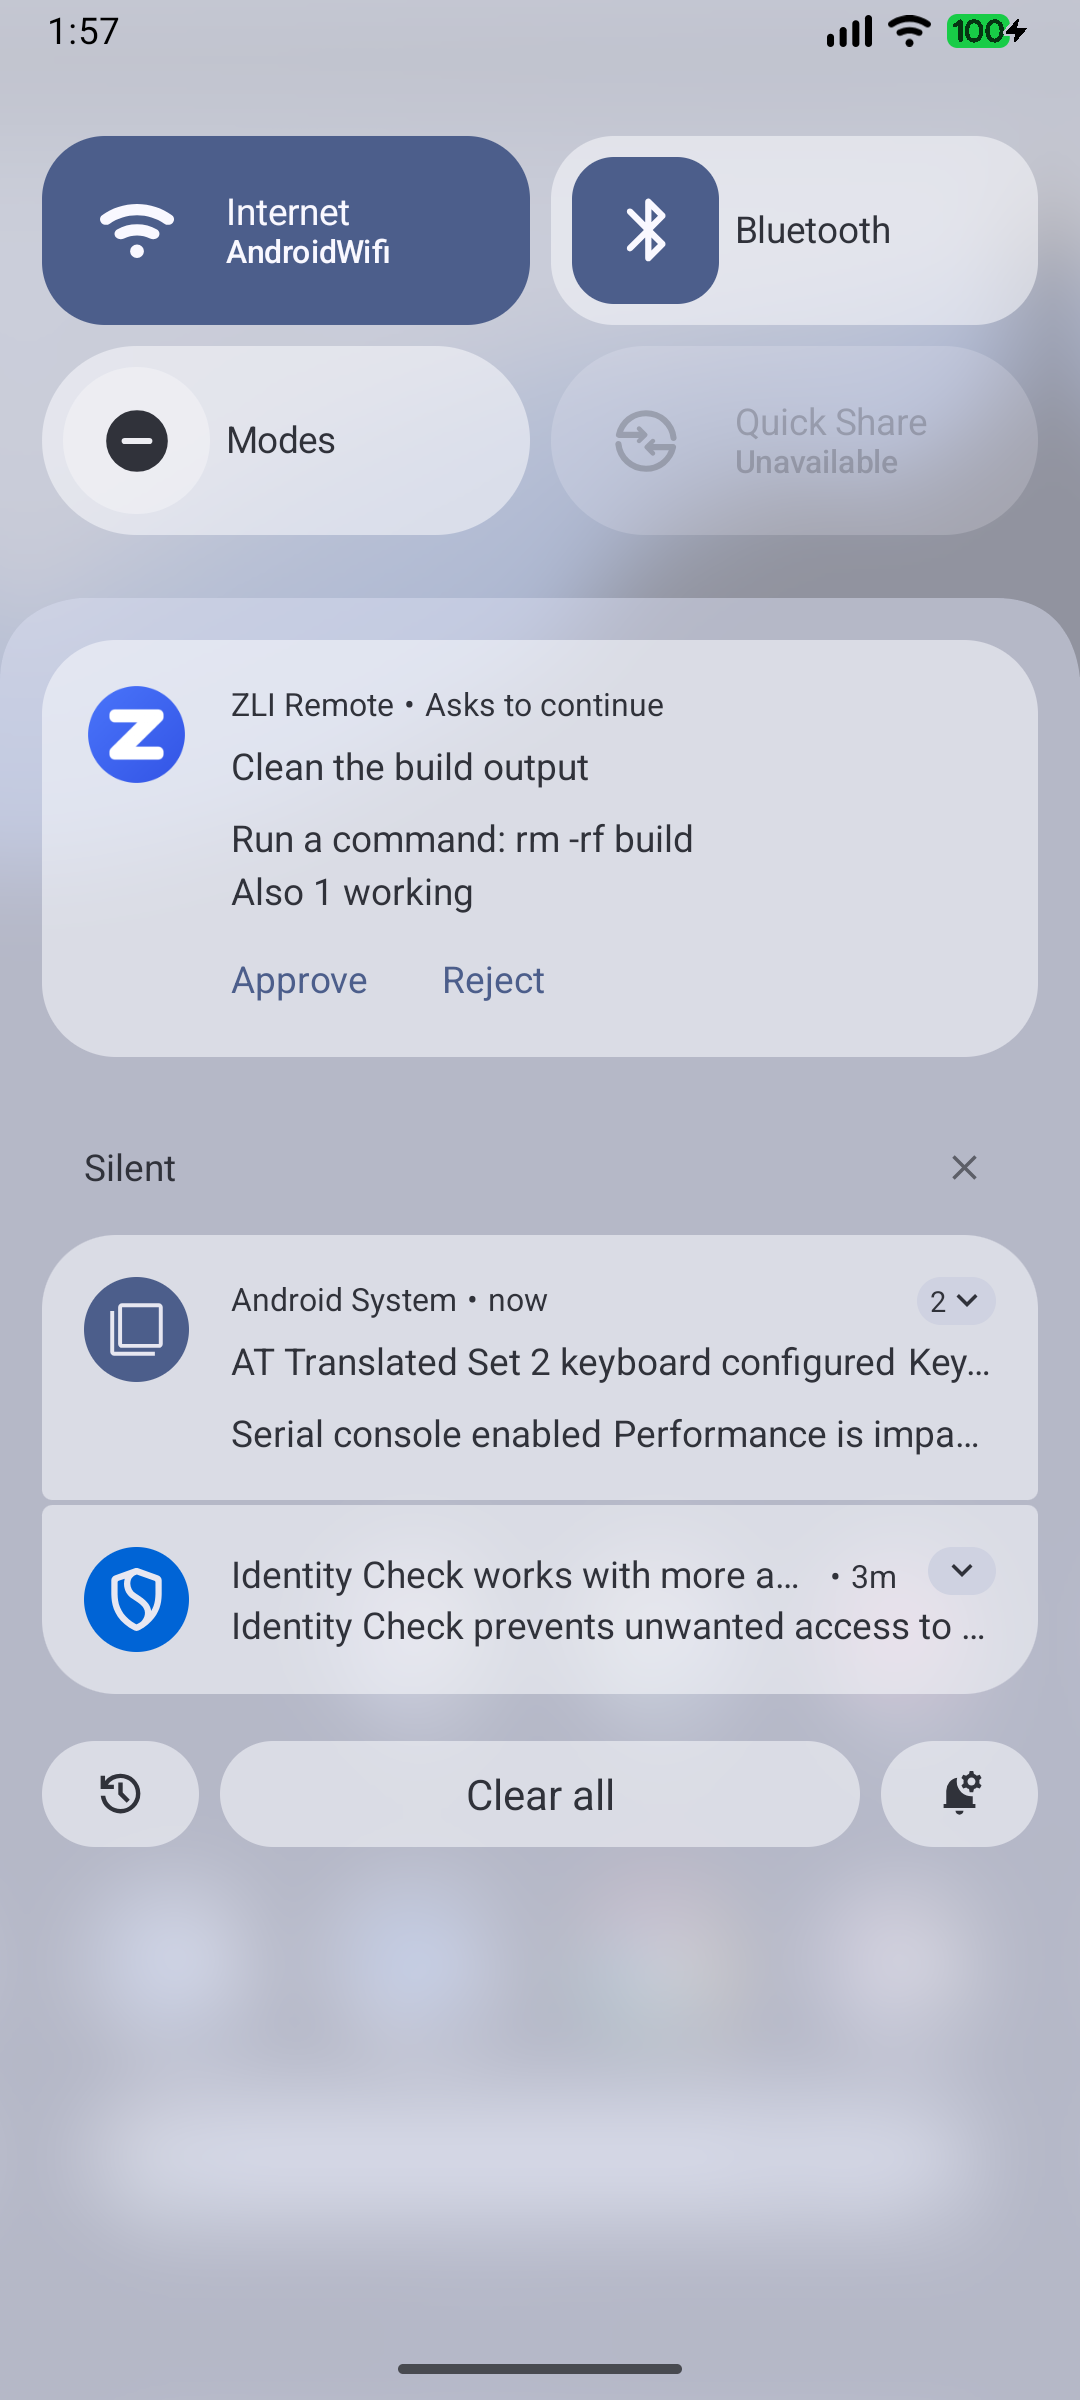 1:57
100
Internet
AndroidWifi
Bluetooth
Modes
Quick Share
Unavailable
ZLI Remote • Asks to continue
Clean the build output
Run a command: rm -rf build
Also 1 working
Approve Reject
Silent
Android System • now
2
AT Translated Set 2 keyboard configured Key…
Serial console enabled Performance is impa…
Identity Check works with more a… • 3m
Identity Check prevents unwanted access to …
Clear all